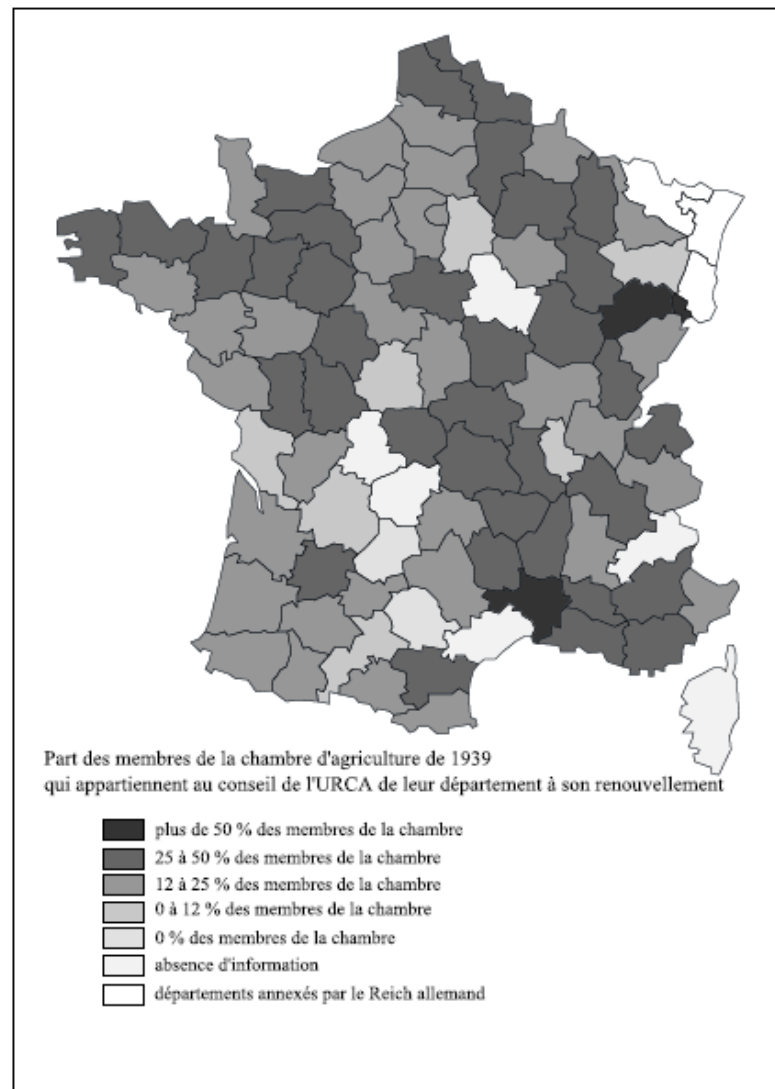 Part des membres de la chambre d'agriculture de 1939
qui appartiennent au conseil de l'URCA de leur département à son renouvellement
plus de 50 % des membres de la chambre
25 à 50 % des membres de la chambre
12 à 25 % des membres de la chambre
0 à 12 % des membres de la chambre
0 % des membres de la chambre
absence d'information
départements annexés par le Reich allemand